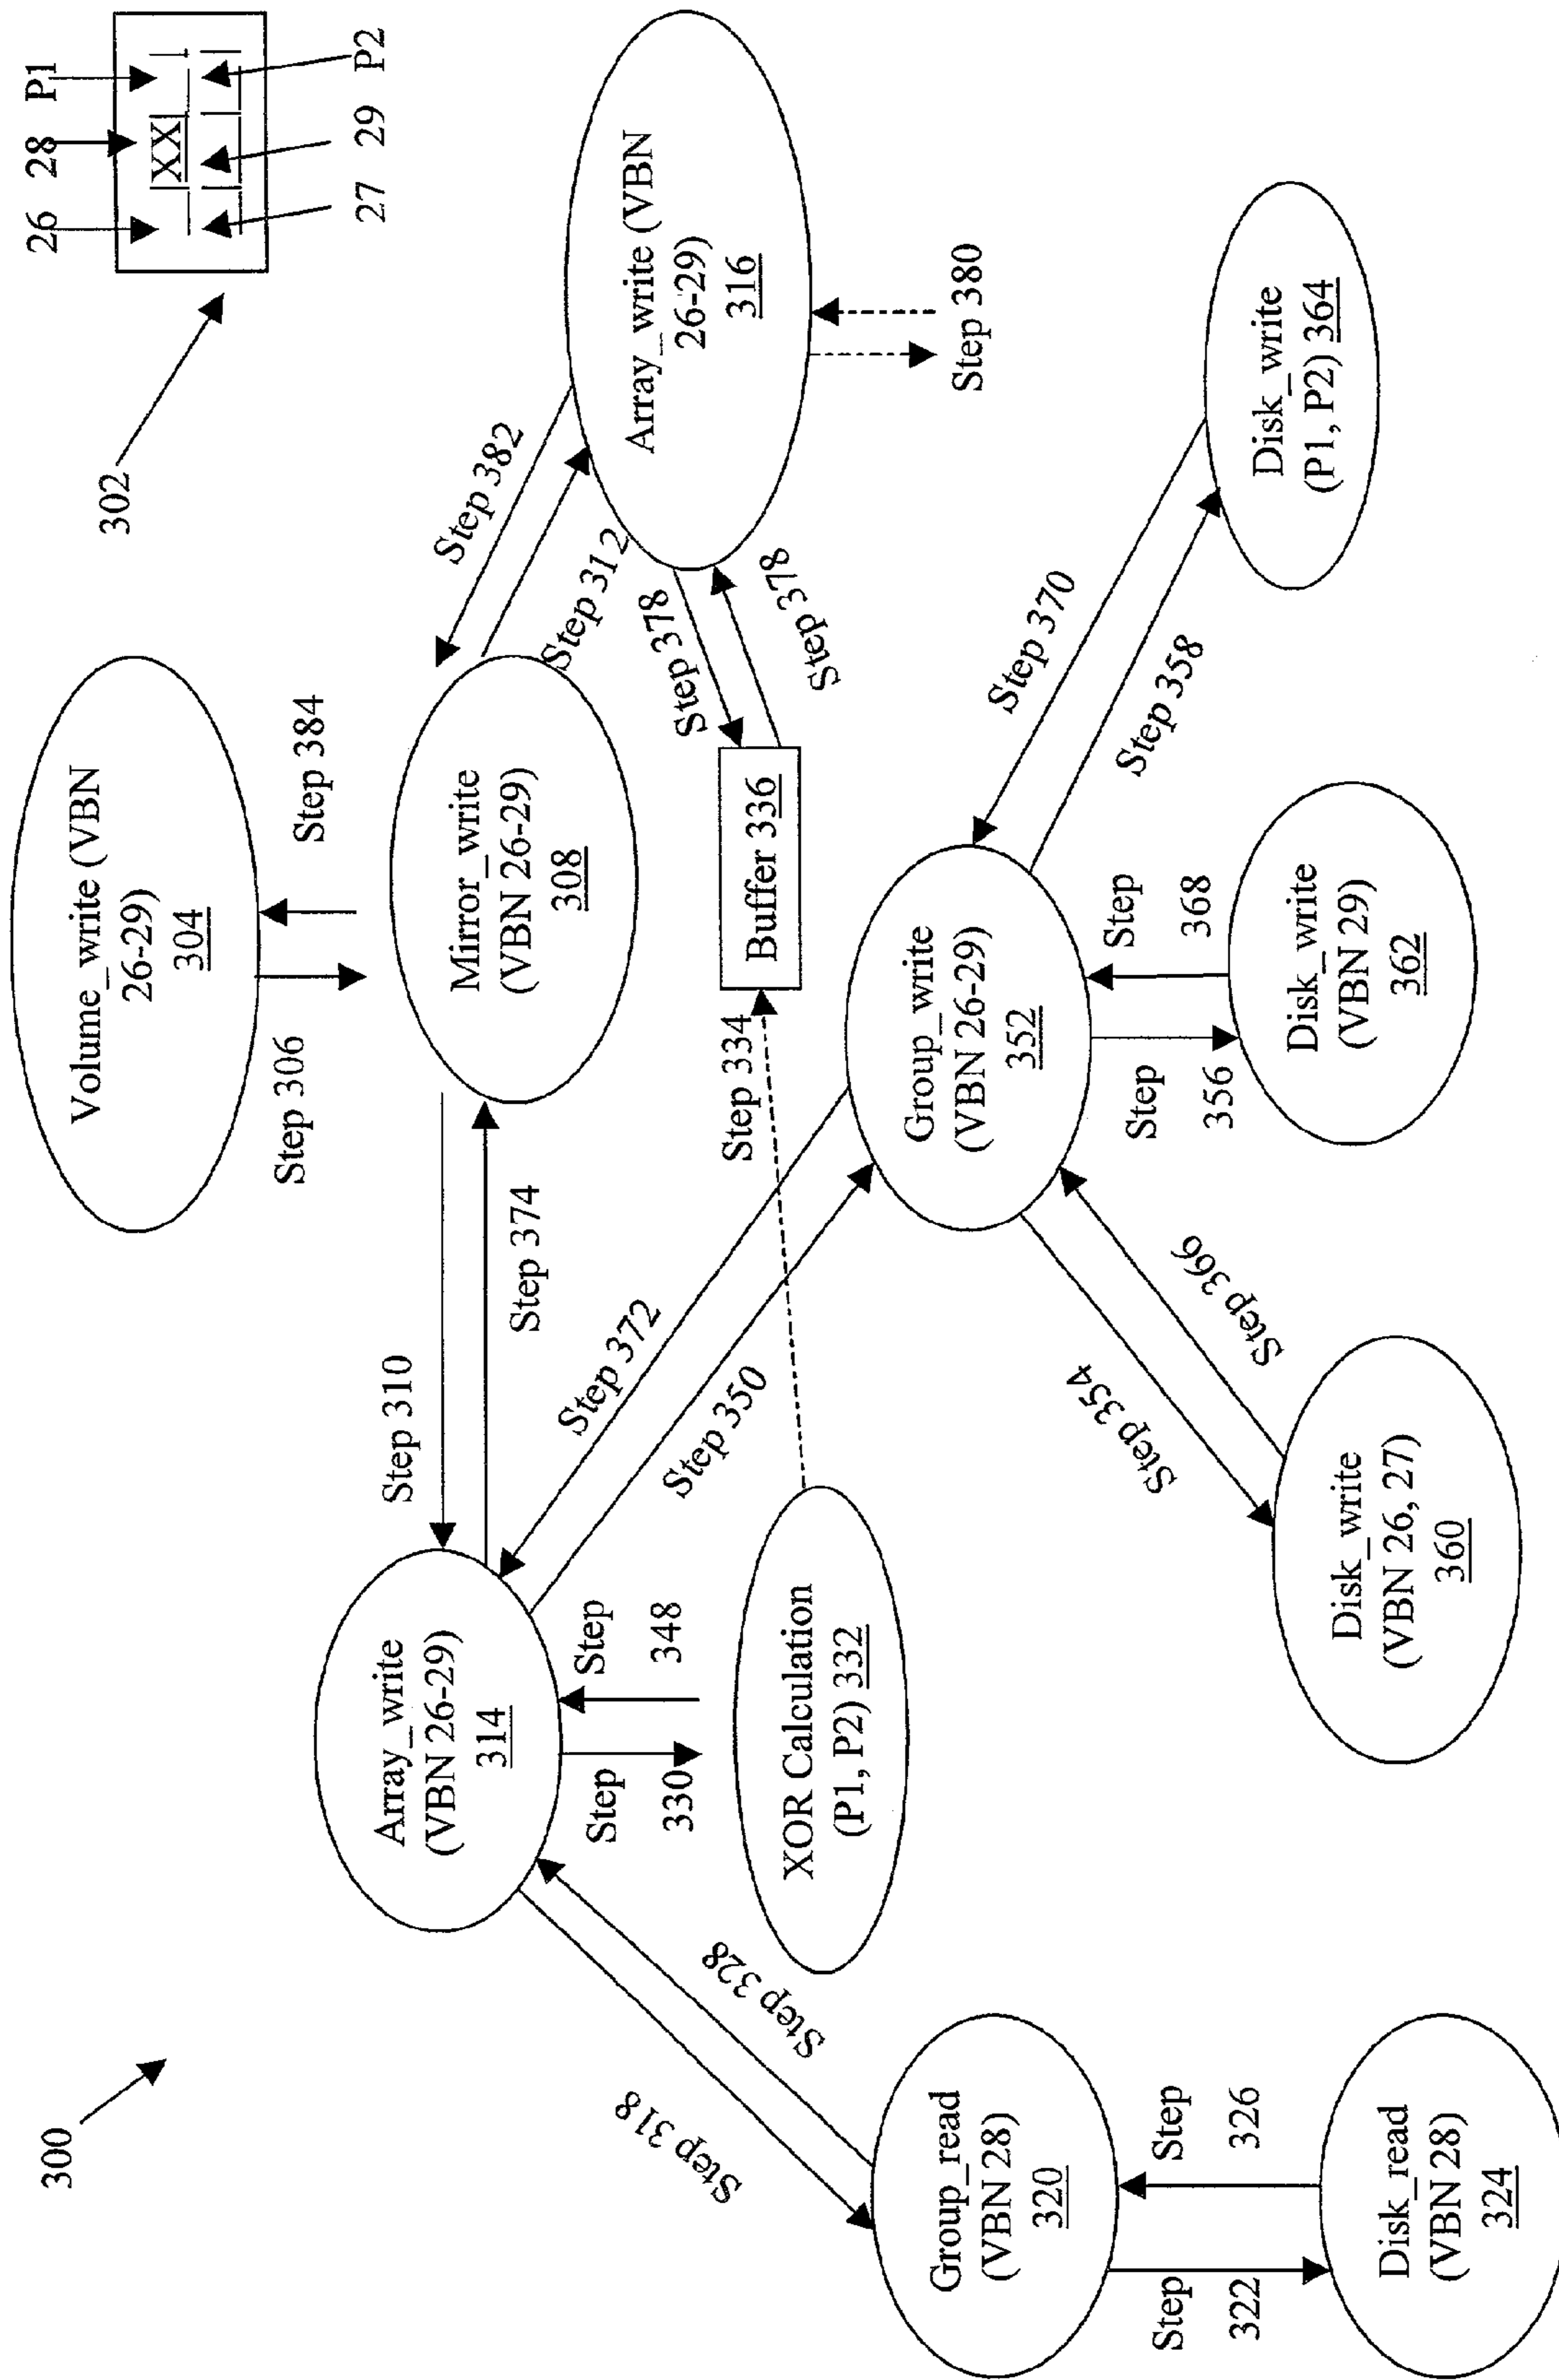 300
302
26
28
P1
XX
27
29
P2
Volume_write (VBN
26-29)
304
Step 306
Step 384
Mirror_write
(VBN 26-29)
308
Step 310
Step 374
Step 382
Step 312
Array_write
(VBN 26-29)
314
Array_write (VBN
26-29)
316
Step 378
Step 378
Step 380
Buffer 336
Step 334
Step
330
Step
348
XOR Calculation
(P1, P2) 332
Step 372
Step 350
Step 318
Step 328
Group_read
(VBN 28)
320
Step
322
Step
326
Disk_read
(VBN 28)
324
Group_write
(VBN 26-29)
352
Step 354
Step 366
Step
356
Step
368
Step 370
Step 358
Disk_write
(VBN 26, 27)
360
Disk_write
(VBN 29)
362
Disk_write
(P1, P2) 364